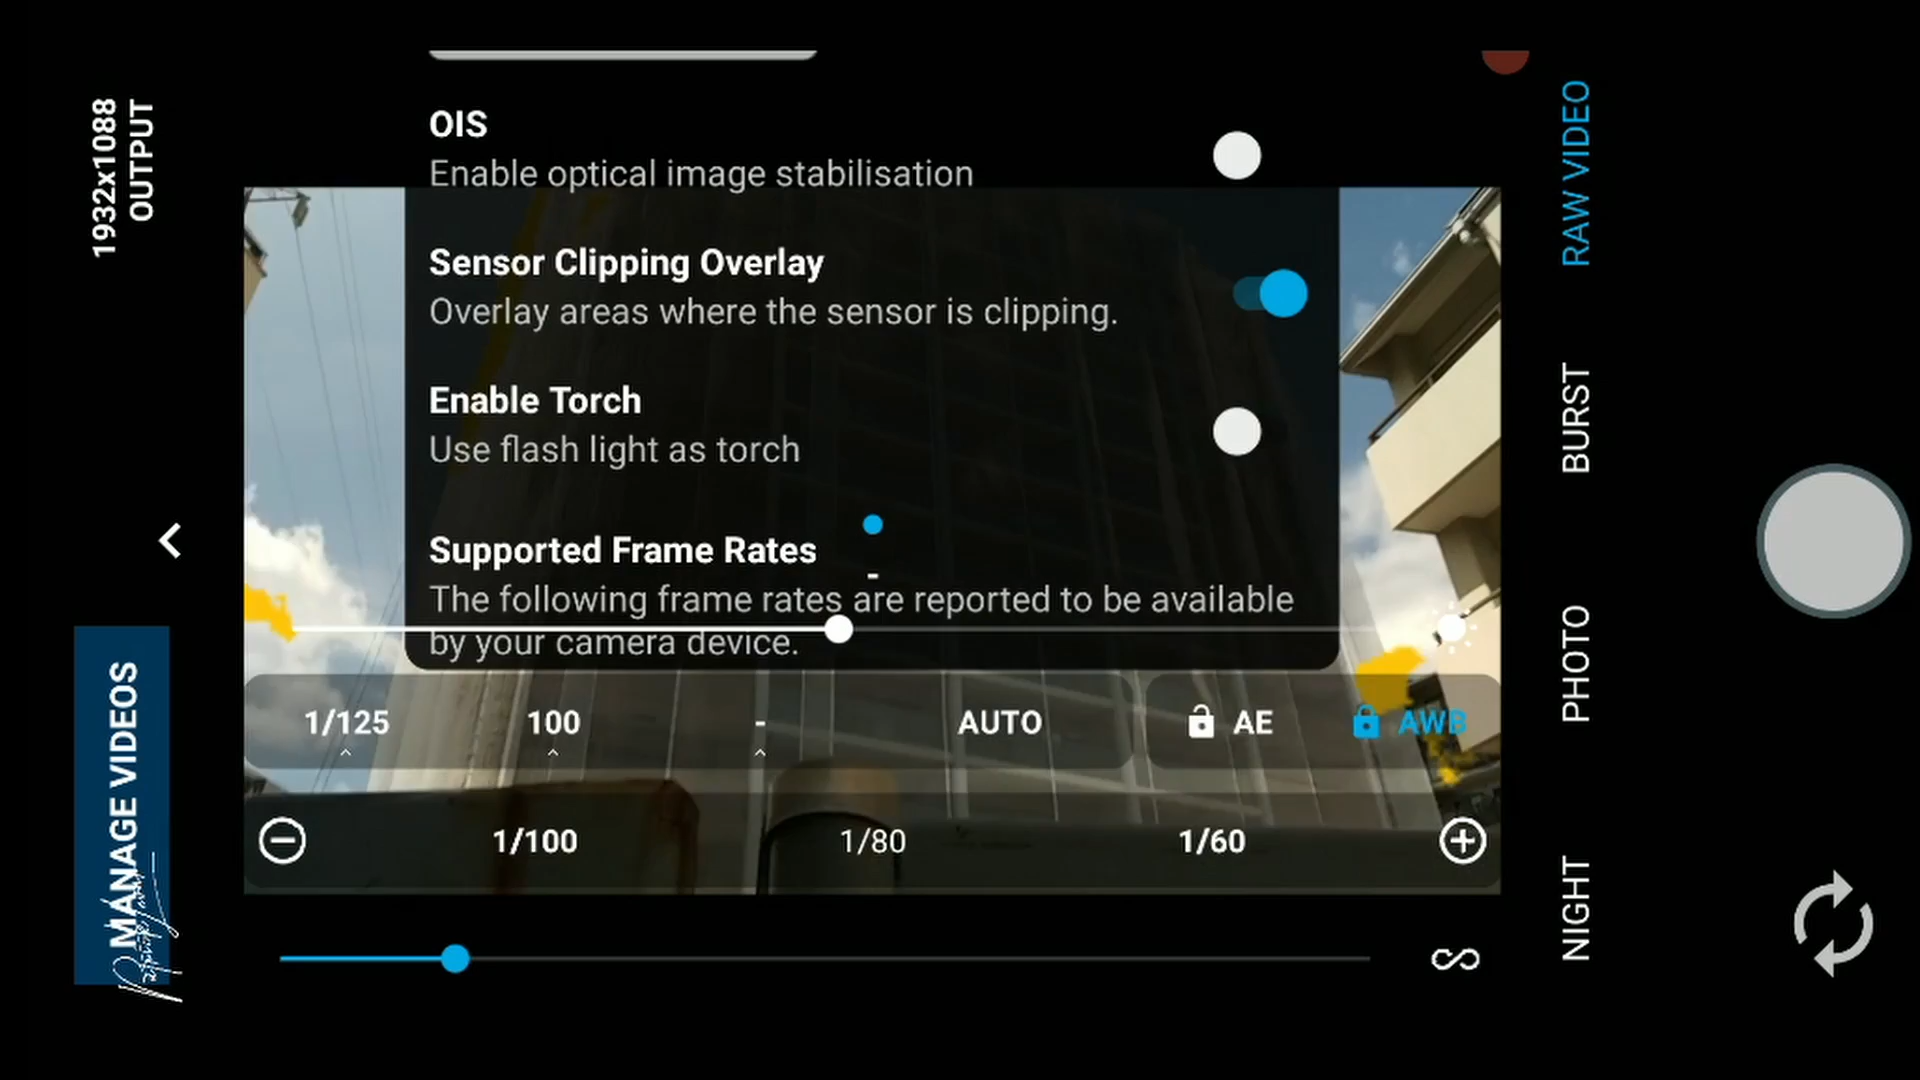 1932x1088
OUTPUT
MANAGE VIDEOS
OIS
Enable optical image stabilisation
Sensor Clipping Overlay
Overlay areas where the sensor is clipping.
Enable Torch
Use flash light as torch
Supported Frame Rates
-
The following frame rates are reported to be available
by your camera device.
1/125 100 - AUTO AE AWB
1/100 1/80 1/60
RAW VIDEO
BURST
PHOTO
NIGHT